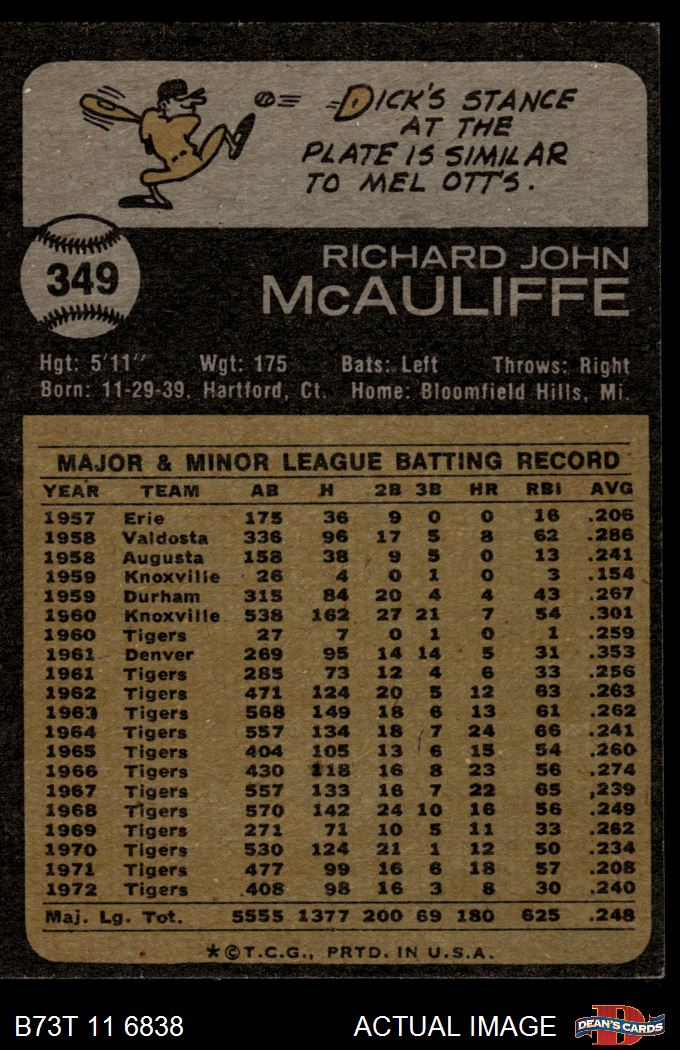 DICK'S STANCE
AT THE
PLATE IS SIMILAR
TO MEL OTT'S.
349
RICHARD JOHN
McAULIFFE
Hgt: 5'11" Wgt: 175 Bats: Left Throws: Right
Born: 11-29-39, Hartford, Ct. Home: Bloomfield Hills, Mi.
MAJOR & MINOR LEAGUE BATTING RECORD
YEAR TEAM AB H 2B 3B HR RBI AVG
1957 Erie 175 36 9 0 0 16 .206
1958 Valdosta 336 96 17 5 8 62 .286
1958 Augusta 158 38 9 5 0 13 .241
1959 Knoxville 26 4 0 1 0 3 .154
1959 Durham 315 84 20 4 4 43 .267
1960 Knoxville 538 162 27 21 7 54 .301
1960 Tigers 27 7 0 1 0 1 .259
1961 Denver 269 95 14 14 5 31 .353
1961 Tigers 285 73 12 4 6 33 .256
1962 Tigers 471 124 20 5 12 63 .263
1963 Tigers 568 149 18 6 13 61 .262
1964 Tigers 557 134 18 7 24 66 .241
1965 Tigers 404 105 13 6 15 54 .260
1966 Tigers 430 118 16 8 23 56 .274
1967 Tigers 557 133 16 7 22 65 .239
1968 Tigers 570 142 24 10 16 56 .249
1969 Tigers 271 71 10 5 11 33 .262
1970 Tigers 530 124 21 1 12 50 .234
1971 Tigers 477 99 16 6 18 57 .208
1972 Tigers 408 98 16 3 8 30 .240
Maj. Lg. Tot. 5555 1377 200 69 180 625 .248
*©T.C.G., PRTD. IN U.S.A.
B73T 11 6838 ACTUAL IMAGE
DEAN'S CARDS